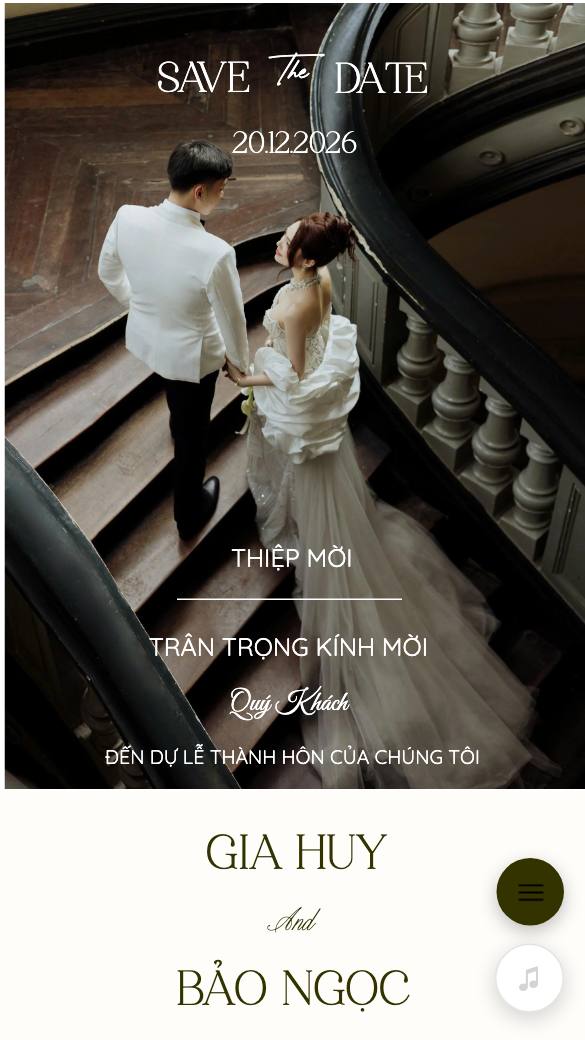 SAVE The DATE
20.12.2026
THIỆP MỜI
TRÂN TRỌNG KÍNH MỜI
Quý Khách
ĐẾN DỰ LỄ THÀNH HÔN CỦA CHÚNG TÔI
GIA HUY
And
BẢO NGỌC